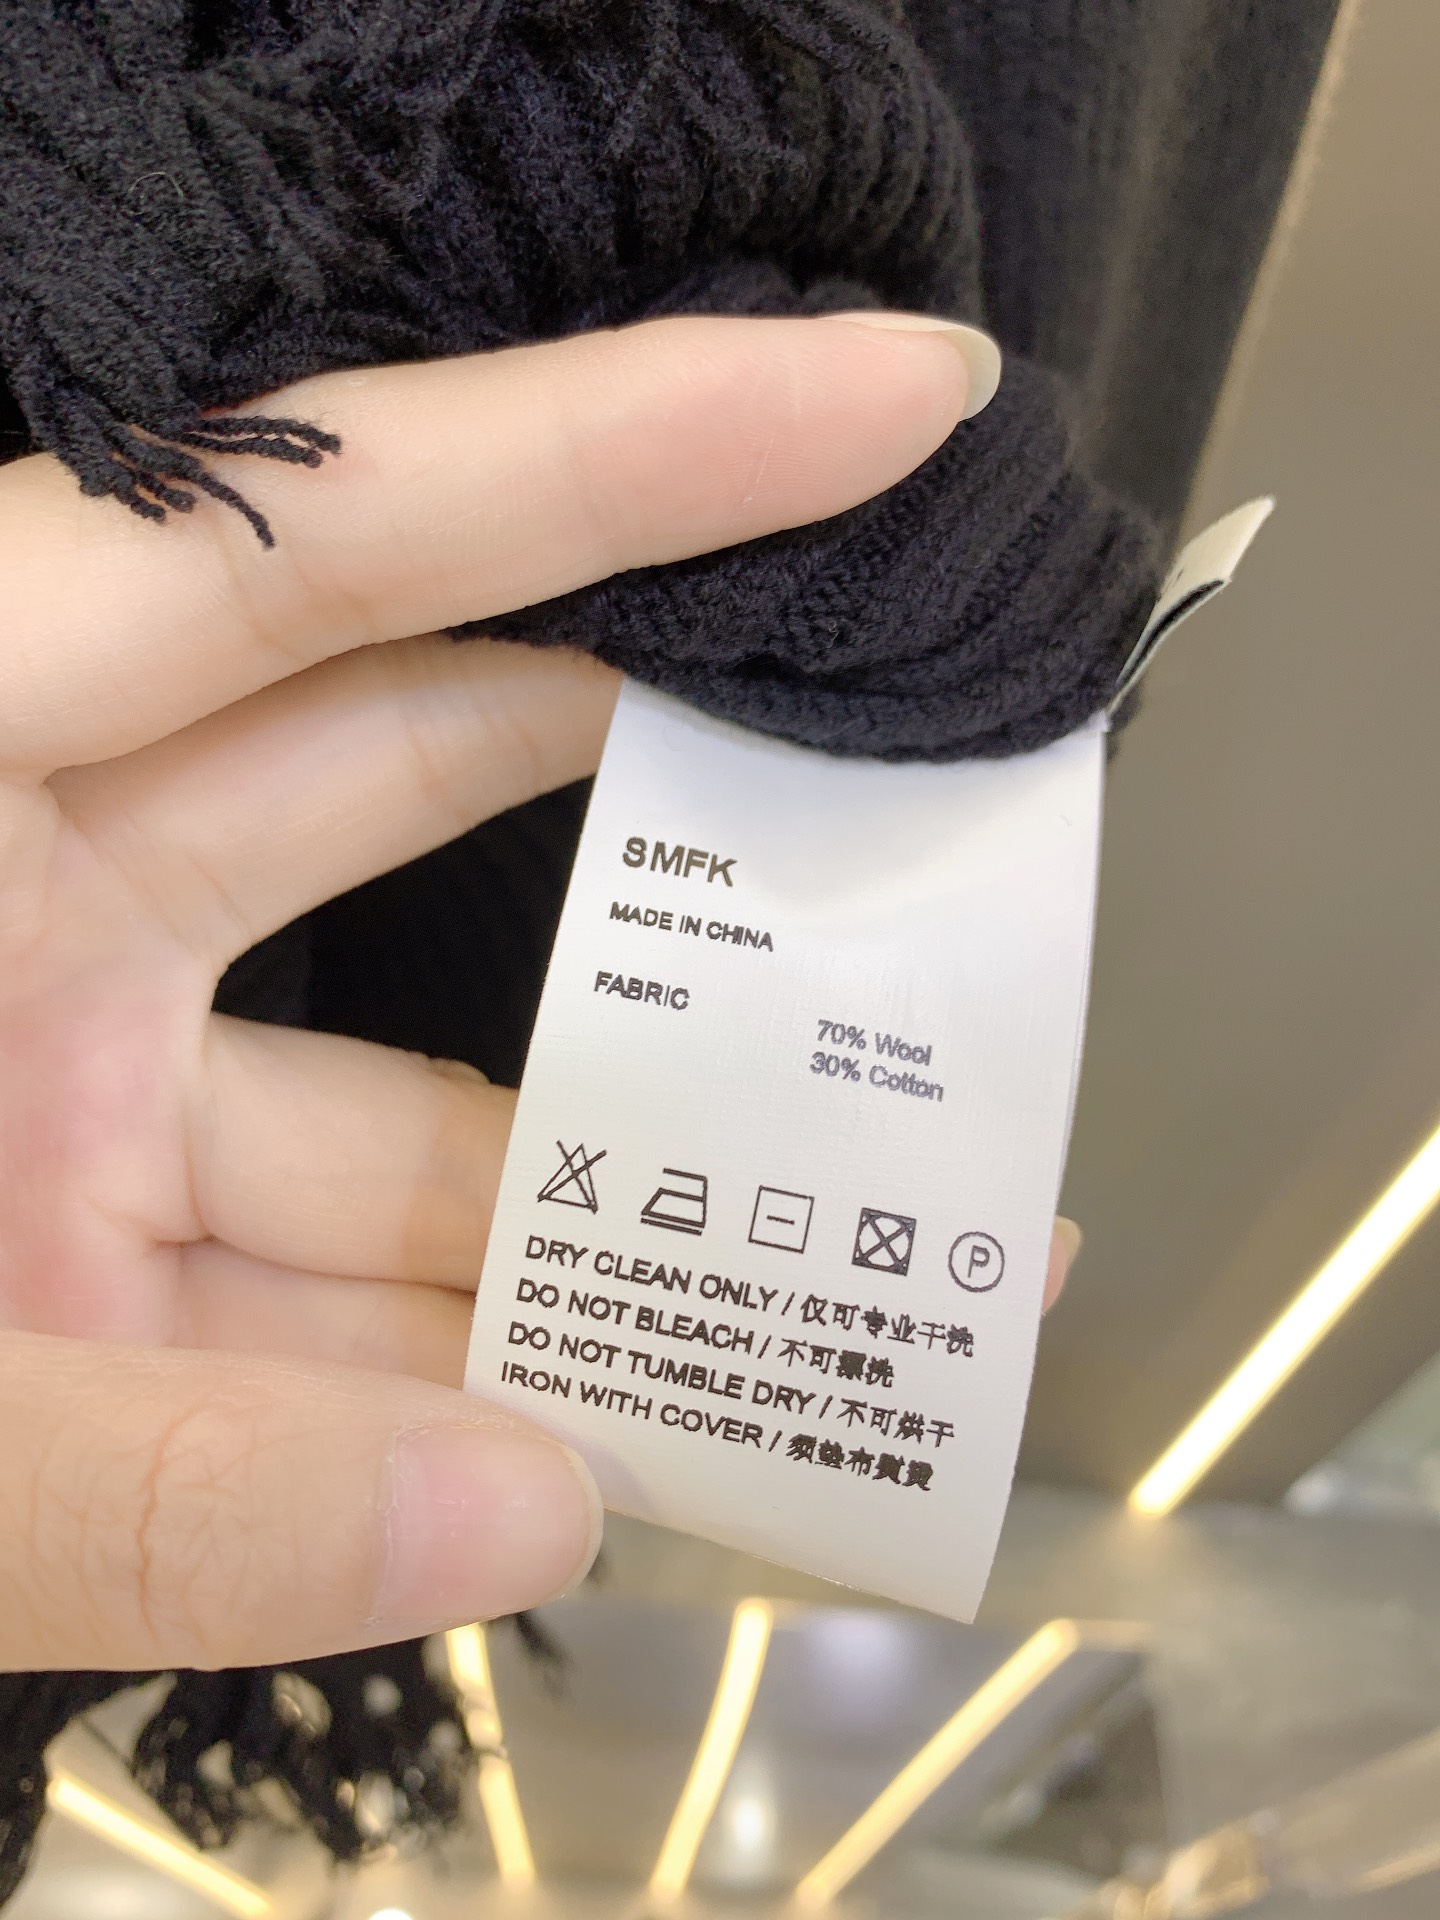 SMFK
MADE IN CHINA
FABRIC
70% Wool
30% Cotton
P
DRY CLEAN ONLY / 仅可专业干洗
DO NOT BLEACH / 不可漂洗
DO NOT TUMBLE DRY / 不可烘干
IRON WITH COVER / 须垫布熨烫